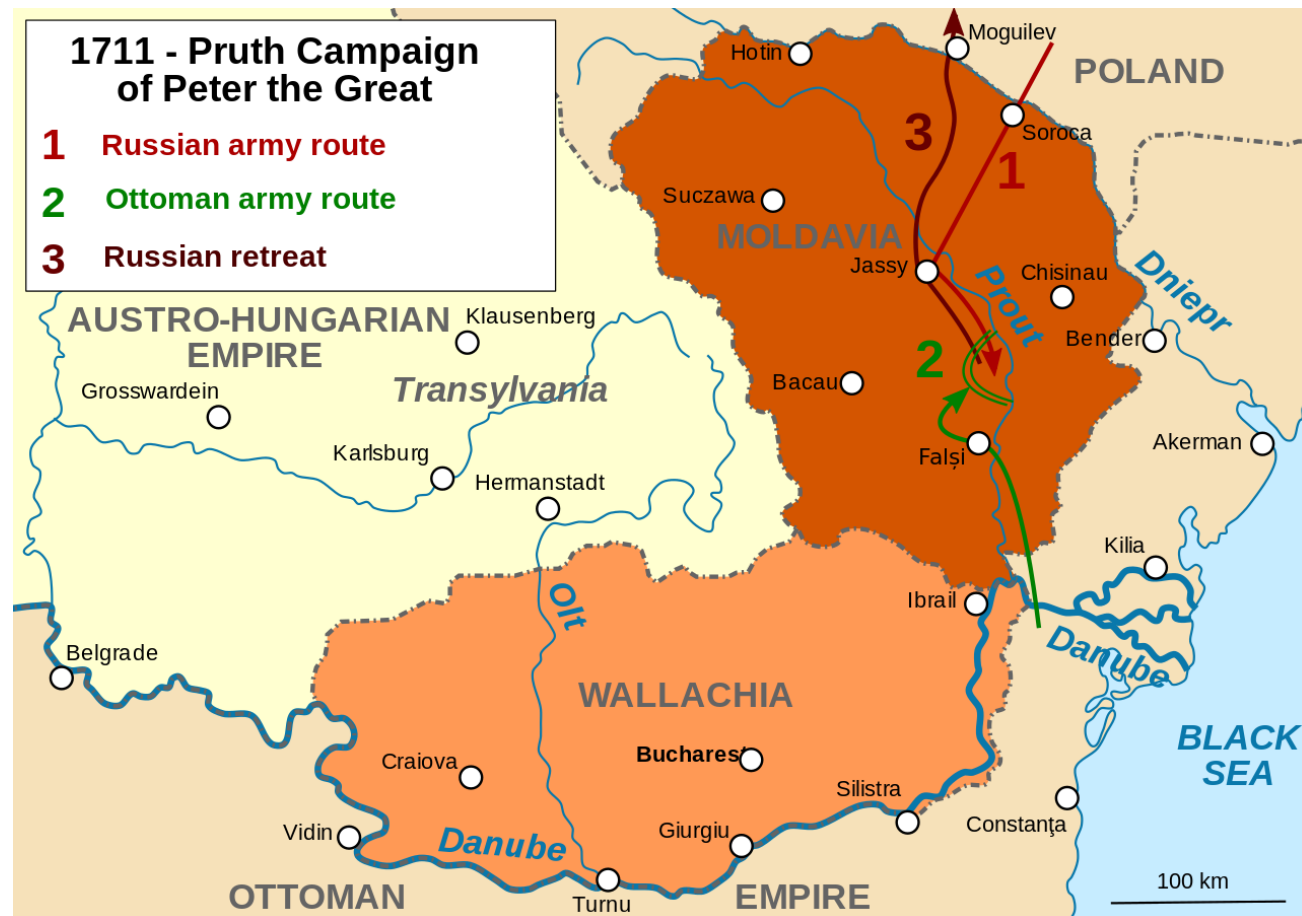 1711 - Pruth Campaign
of Peter the Great
1 Russian army route
2 Ottoman army route
3 Russian retreat
Hotin
Moguilev
POLAND
3
Soroca
1
Suczawa
MOLDAVIA
Jassy
Prout
Chisinau
Dniepr
AUSTRO-HUNGARIAN
EMPIRE
Klausenberg
Bender
2
Grosswardein
Transylvania
Bacau
Karlsburg
Falși
Akerman
Hermanstadt
Kilia
Olt
Ibrail
Belgrade
Danube
WALLACHIA
BLACK
SEA
Bucharest
Craiova
Silistra
Constanţa
Vidin
Danube
Giurgiu
100 km
OTTOMAN
EMPIRE
Turnu